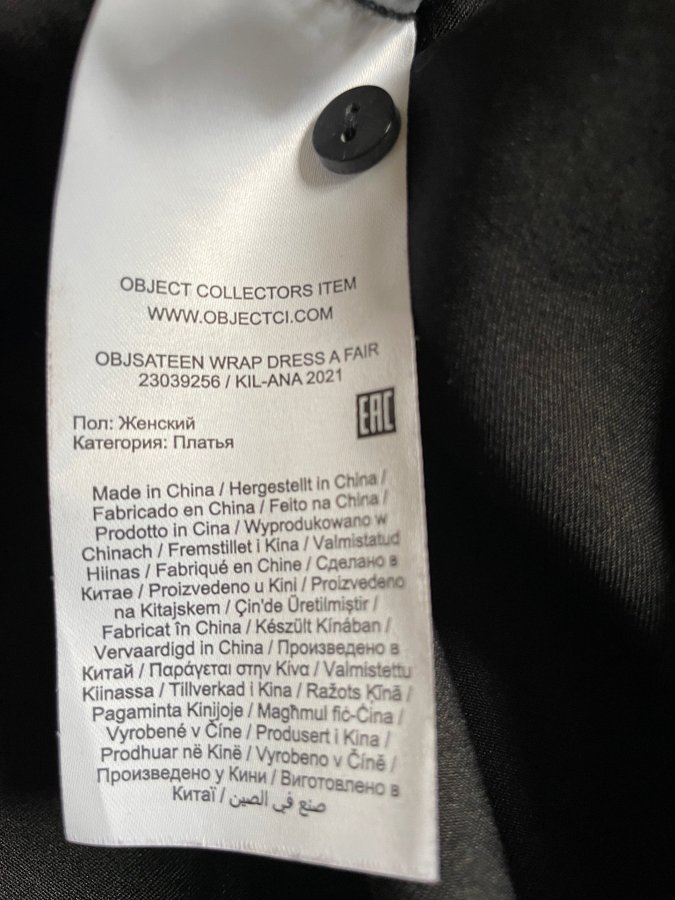 OBJECT COLLECTORS ITEM
WWW.OBJECTCI.COM
OBJSATEEN WRAP DRESS A FAIR
23039256 / KIL-ANA 2021
EAC
Пол: Женский
Категория: Платья
Made in China / Hergestellt in China /
Fabricado en China / Feito na China /
Prodotto in Cina / Wyprodukowano w
Chinach / Fremstillet i Kina / Valmistatud
Hiinas / Fabriqué en Chine / Сделано в
Китае / Proizvedeno u Kini / Proizvedeno
na Kitajskem / Çin'de Üretilmiştir /
Fabricat în China / Készült Kínában /
Vervaardigd in China / Произведено в
Китай / Παράγεται στην Κίνα / Valmistettu
Kiinassa / Tillverkad i Kina / Ražots Ķīnā /
Pagaminta Kinijoje / Magħmul fiċ-Ċina /
Vyrobené v Číne / Produsert i Kina /
Prodhuar në Kinë / Vyrobeno v Číně /
Произведено у Кини / Виготовлено в
Китаї / صنع في الصين